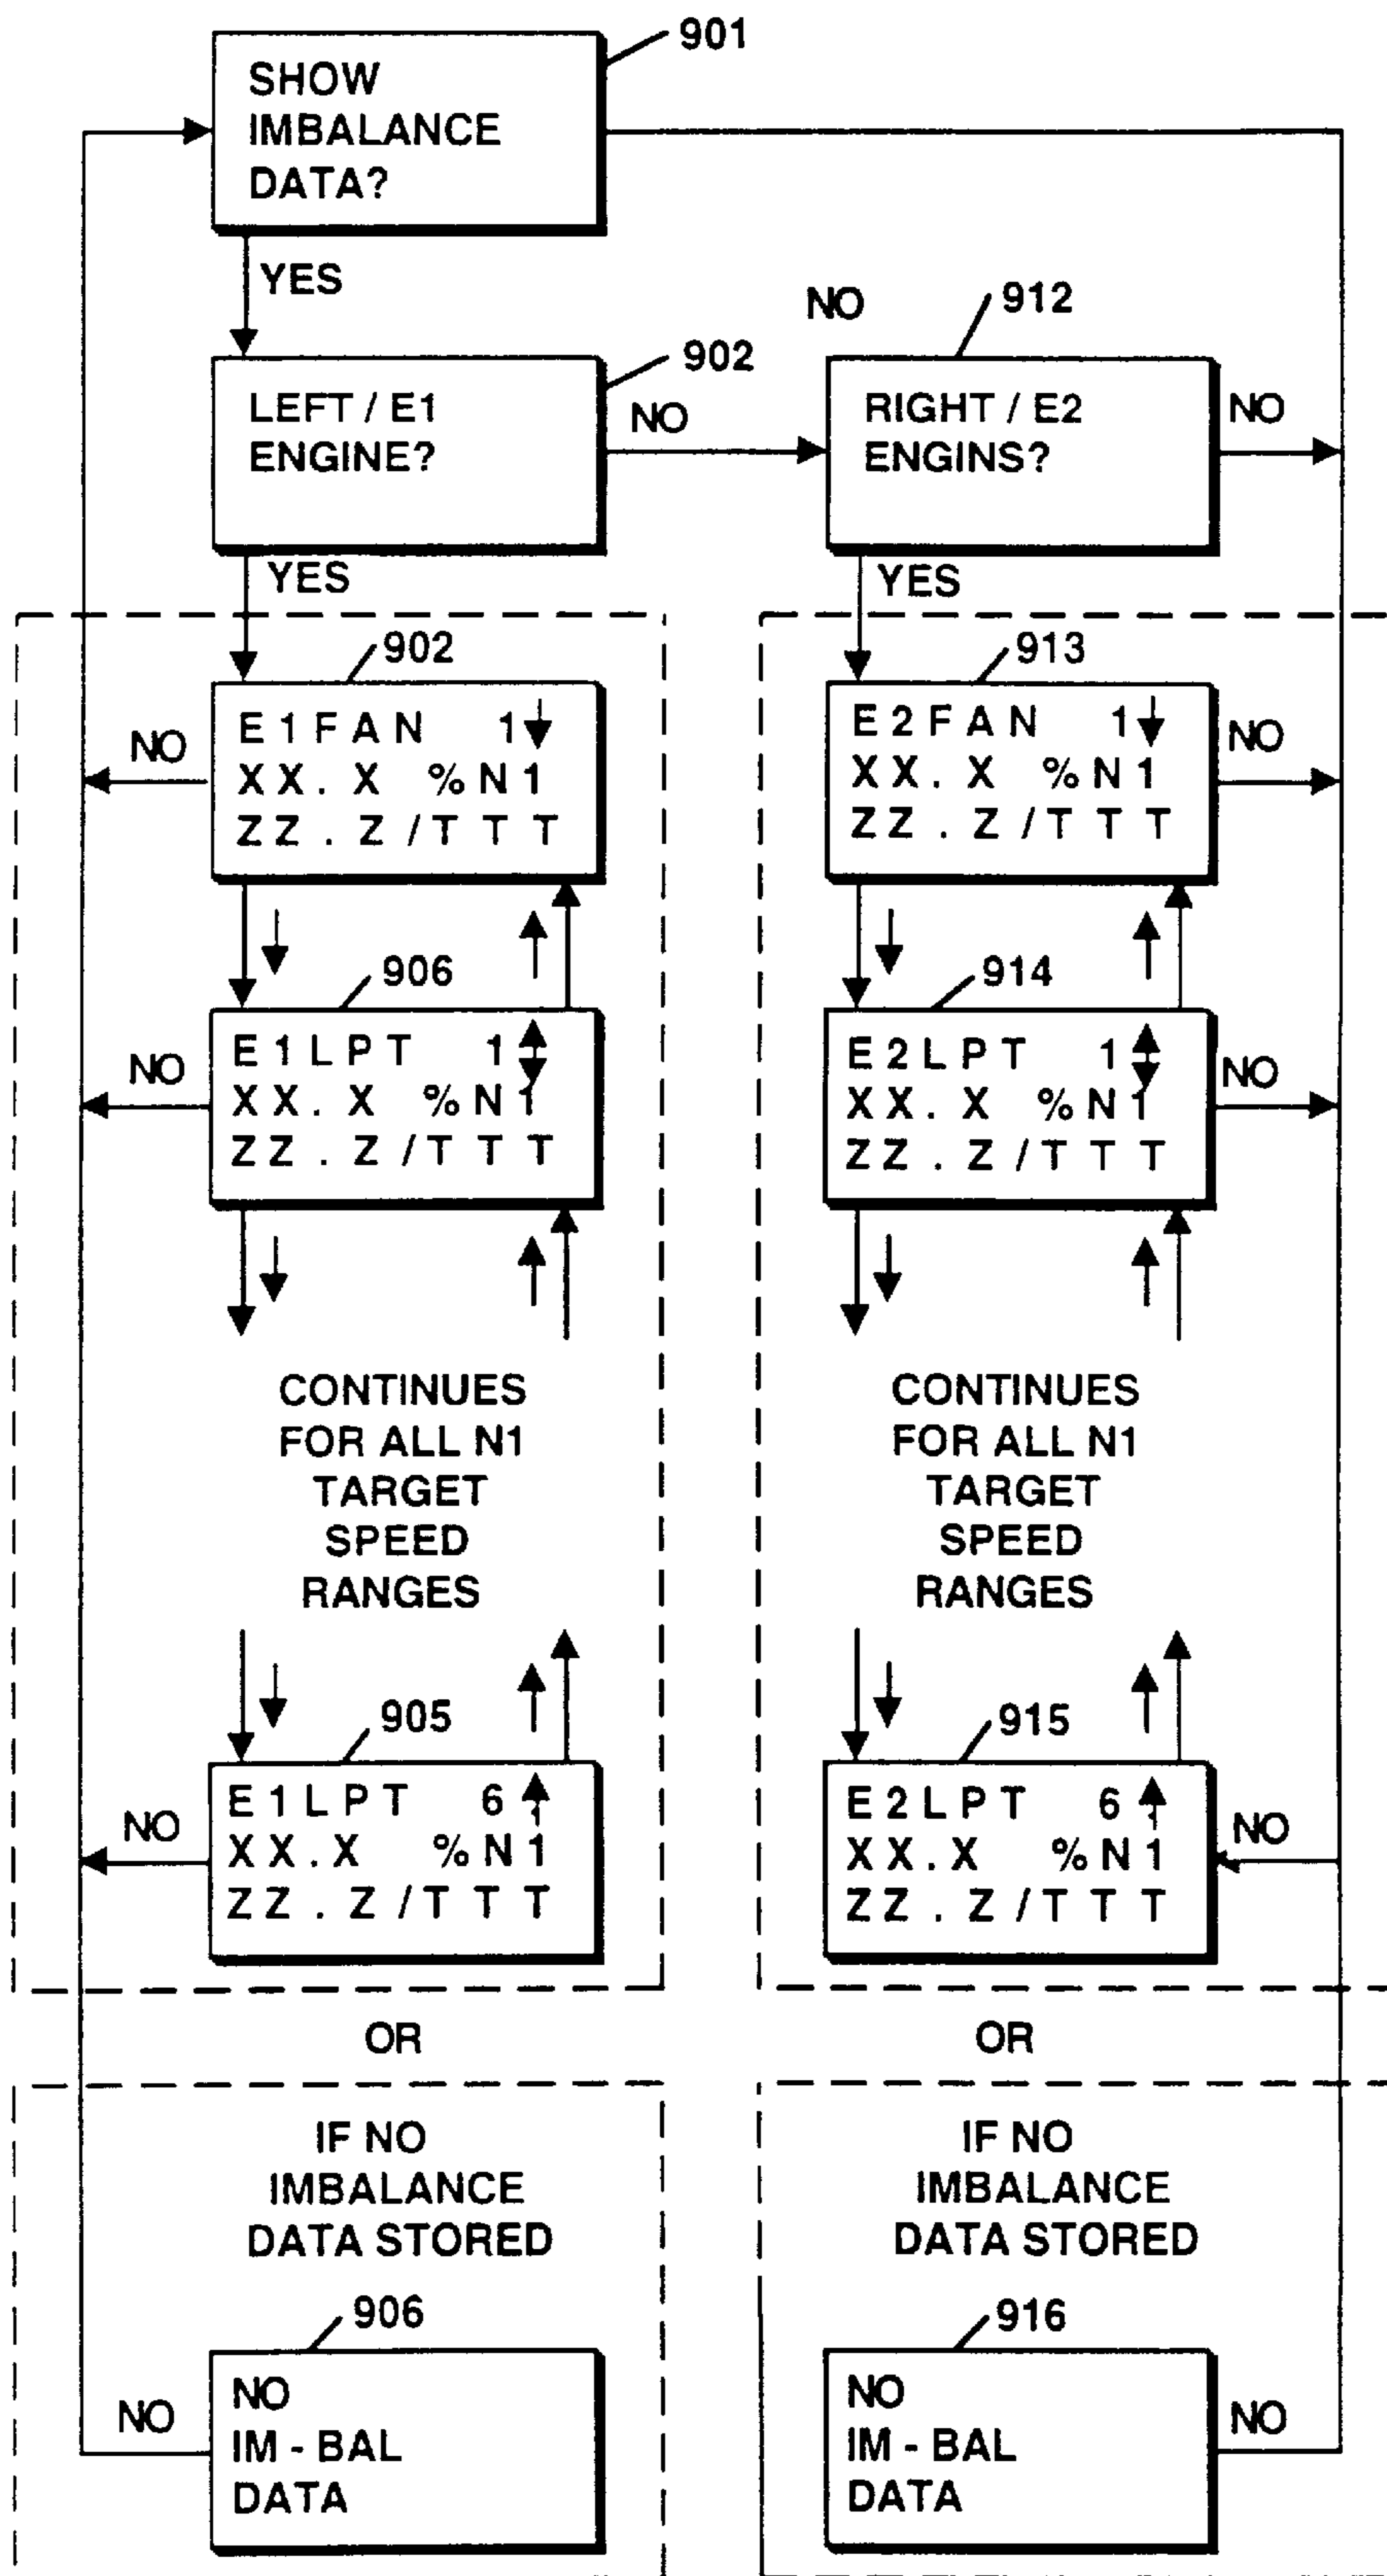 901
SHOW
IMBALANCE
DATA?
YES
NO
912
902
LEFT / E1
ENGINE?
NO
RIGHT / E2
ENGINS?
NO
YES
YES
902
E1FAN 1↓
XX.X %N1
ZZ.Z/TTT
NO
913
E2FAN 1↓
XX.X %N1
ZZ.Z/TTT
NO
906
E1LPT 1↕
XX.X %N1
ZZ.Z/TTT
NO
914
E2LPT 1↕
XX.X %N1
ZZ.Z/TTT
NO
CONTINUES
FOR ALL N1
TARGET
SPEED
RANGES
CONTINUES
FOR ALL N1
TARGET
SPEED
RANGES
905
E1LPT 6↑
XX.X %N1
ZZ.Z/TTT
NO
915
E2LPT 6↑
XX.X %N1
ZZ.Z/TTT
NO
OR
OR
IF NO
IMBALANCE
DATA STORED
IF NO
IMBALANCE
DATA STORED
906
NO
IM-BAL
DATA
NO
916
NO
IM-BAL
DATA
NO